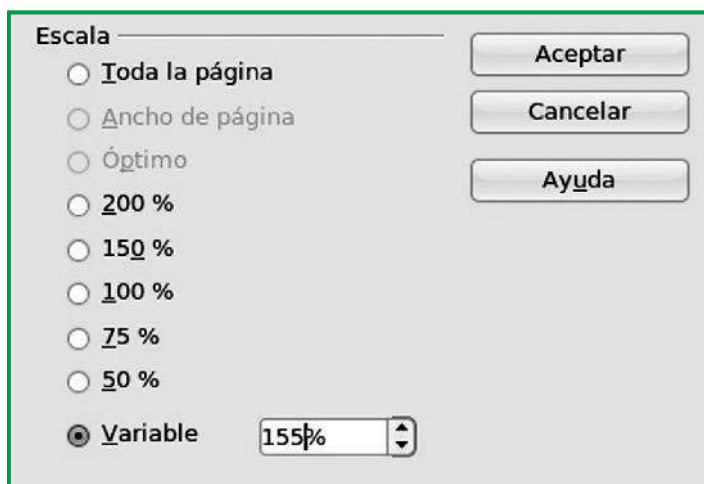 Escala
Toda la página
Ancho de página
Óptimo
200 %
150 %
100 %
75 %
50 %
Variable 155%
Aceptar
Cancelar
Ayuda